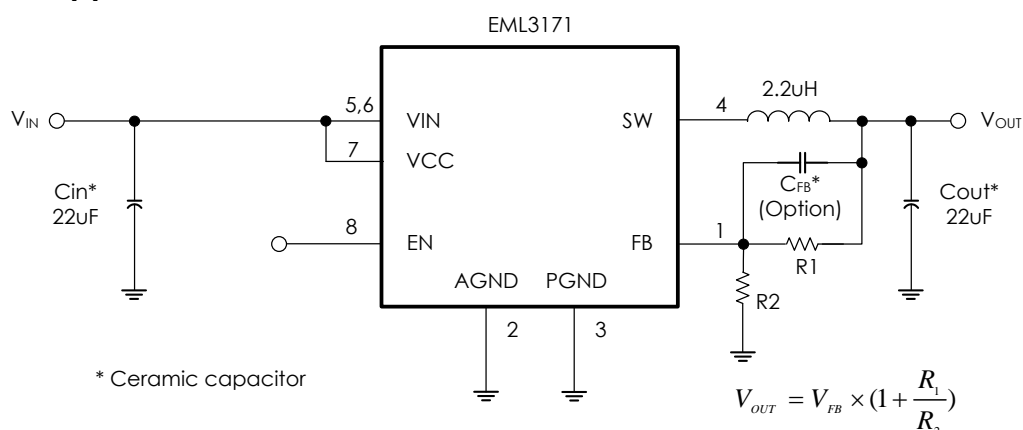 EML3171
VIN
5,6
VIN
SW
4
2.2uH
VOUT
7
VCC
Cin*
22uF
CFB*
(Option)
Cout*
22uF
8
EN
FB
1
R1
AGND
PGND
R2
2
3
* Ceramic capacitor
VOUT = VFB × (1 + R1